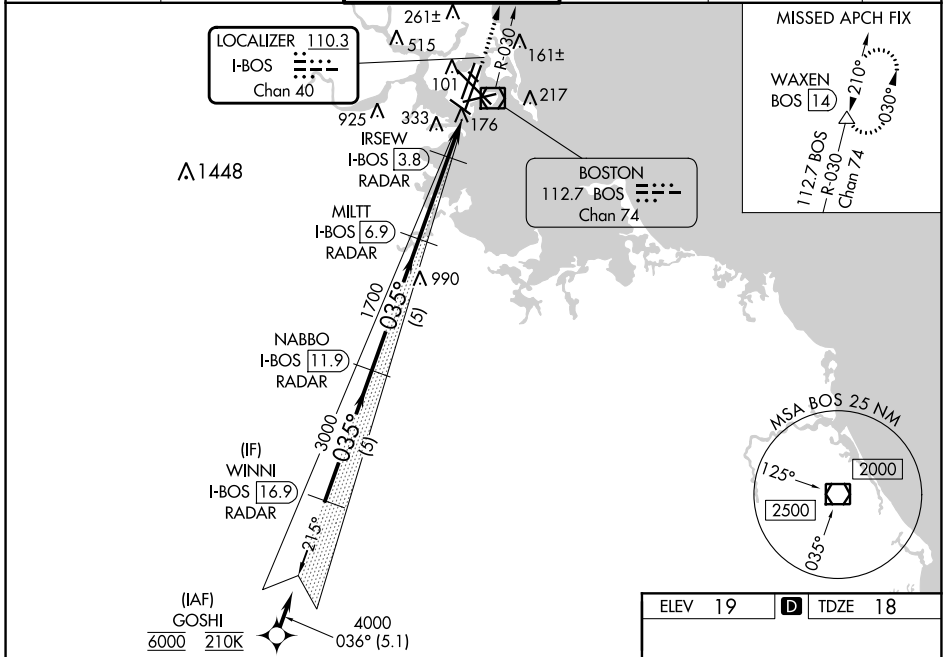 LOCALIZER 110.3
I-BOS
Chan 40
261±
515
161±
R-030
101
217
925
333
176
1448
IRSEW
I-BOS 3.8
RADAR
BOSTON
112.7 BOS
Chan 74
MILTT
I-BOS 6.9
RADAR
990
1700
035°
(5)
NABBO
I-BOS 11.9
RADAR
3000
035°
(5)
(IF)
WINNI
I-BOS 16.9
RADAR
215°
(IAF)
GOSHI
6000 210K
4000
036° (5.1)
MISSED APCH FIX
WAXEN
BOS 14
210°
030°
112.7 BOS
R-030
Chan 74
MSA BOS 25 NM
125°
2000
2500
035°
ELEV 19 D TDZE 18